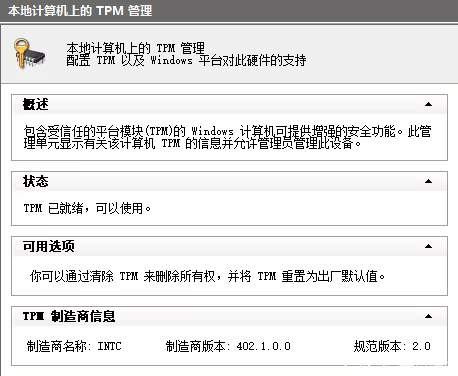 本地计算机上的 TPM 管理
本地计算机上的 TPM 管理
配置 TPM 以及 Windows 平台对此硬件的支持
概述
包含受信任的平台模块(TPM)的 Windows 计算机可提供增强的安全功能。此管
理单元显示有关该计算机 TPM 的信息并允许管理员管理此设备。
状态
TPM 已就绪，可以使用。
可用选项
你可以通过清除 TPM 来删除所有权，并将 TPM 重置为出厂默认值。
TPM 制造商信息
制造商名称: INTC 制造商版本: 402.1.0.0 规范版本: 2.0